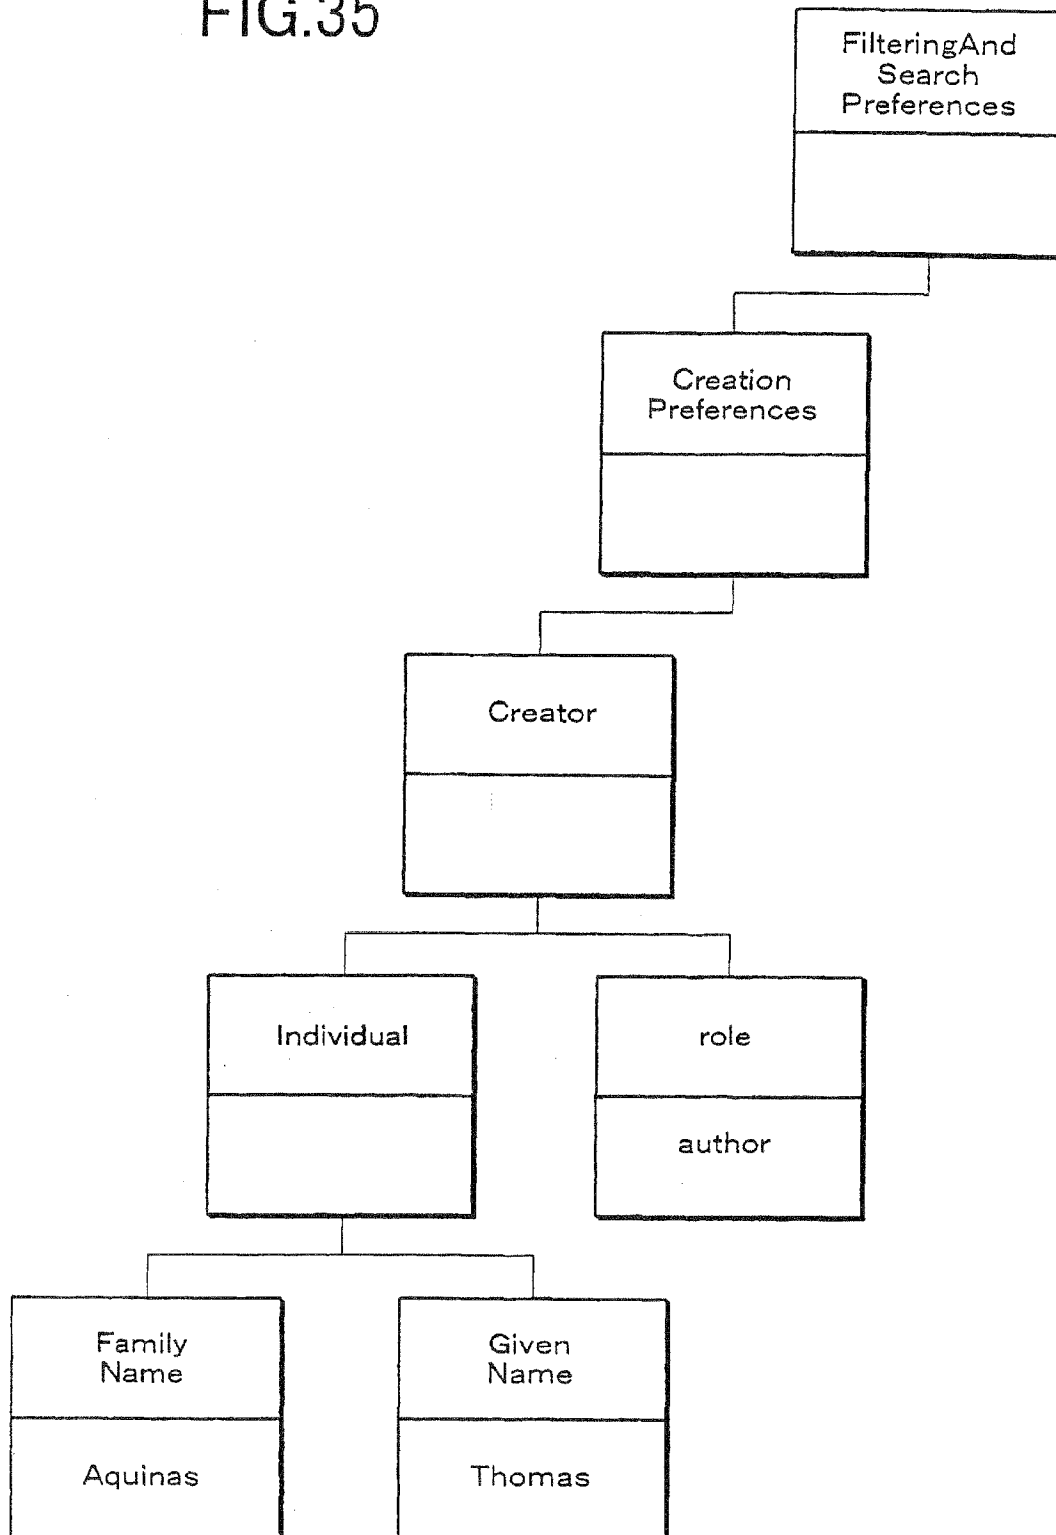 FIG.35
FilteringAnd
Search
Preferences
Creation
Preferences
Creator
Individual
role
author
Family
Name
Given
Name
Aquinas
Thomas